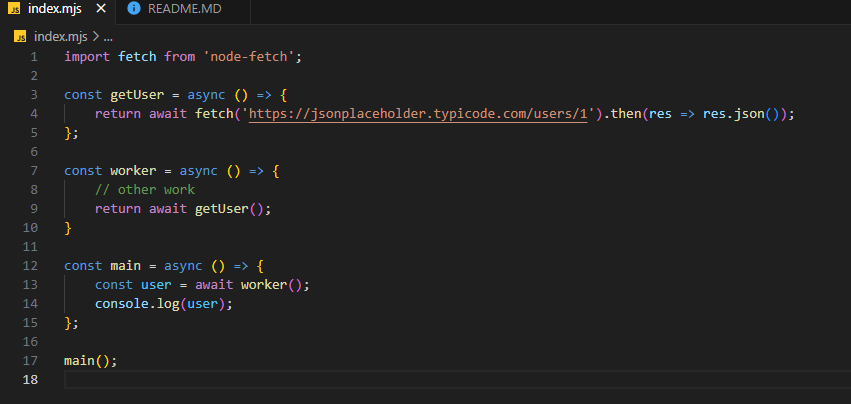 JS index.mjs × README.MD
JS index.mjs > ...
1 import fetch from 'node-fetch';
2
3 const getUser = async () => {
4     return await fetch('https://jsonplaceholder.typicode.com/users/1').then(res => res.json());
5 };
6
7 const worker = async () => {
8     // other work
9     return await getUser();
10 }
11
12 const main = async () => {
13     const user = await worker();
14     console.log(user);
15 };
16
17 main();
18